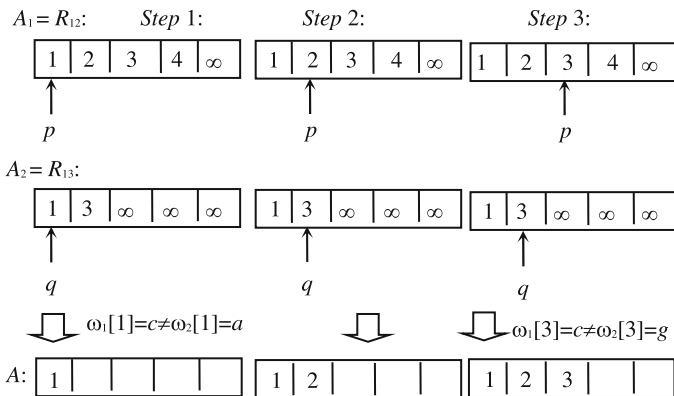 A₁ = R₁₂: Step 1: Step 2: Step 3:
1 2 3 4 ∞ 1 2 3 4 ∞ 1 2 3 4 ∞
p p p
A₂ = R₁₃:
1 3 ∞ ∞ ∞ 1 3 ∞ ∞ ∞ 1 3 ∞ ∞ ∞
q q q
ω₁[1]=c≠ω₂[1]=a ω₁[3]=c≠ω₂[3]=g
A: 1 1 2 1 2 3